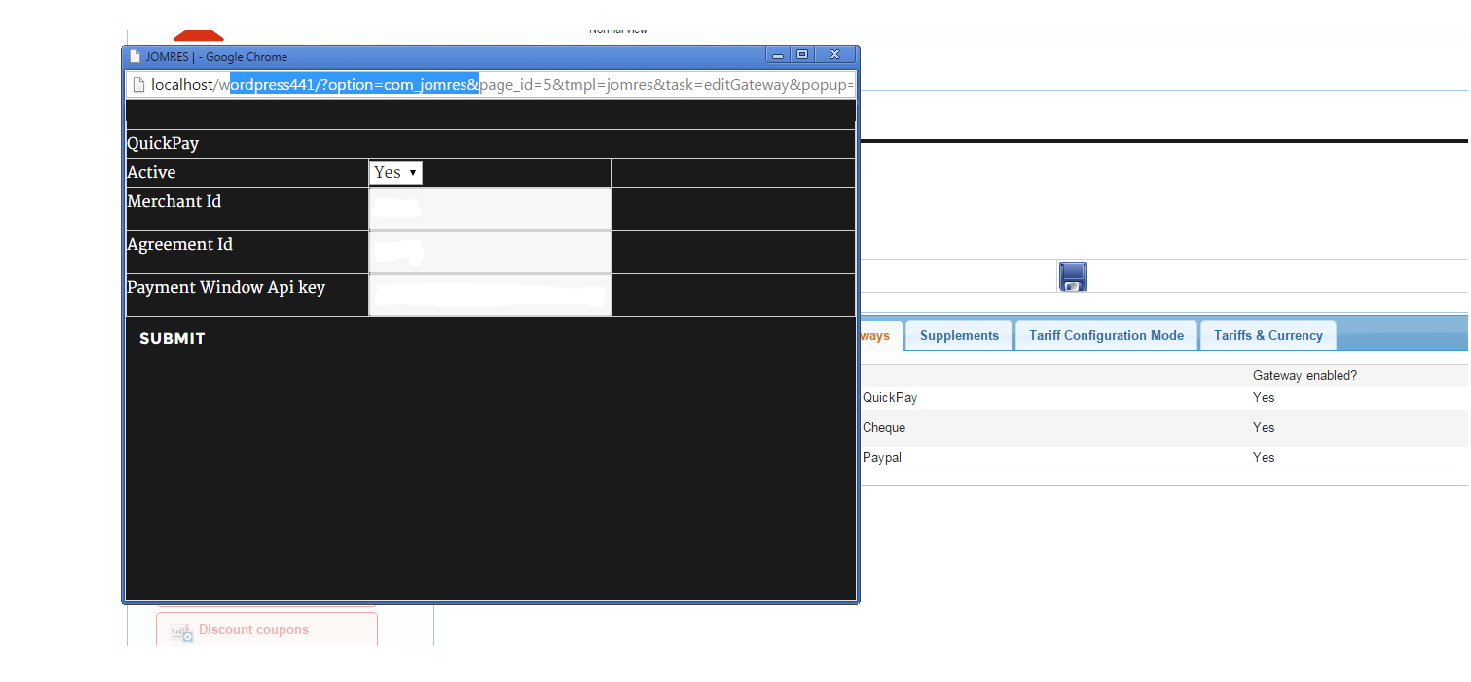 Normal view
JOMRES | - Google Chrome
localhost/wordpress441/?option=com_jomres&page_id=5&tmpl=jomres&task=editGateway&popup=
QuickPay
Active Yes
Merchant Id
Agreement Id
Payment Window Api key
SUBMIT
ways Supplements Tariff Configuration Mode Tariffs & Currency
Gateway enabled?
QuickPay Yes
Cheque Yes
Paypal Yes
Discount coupons